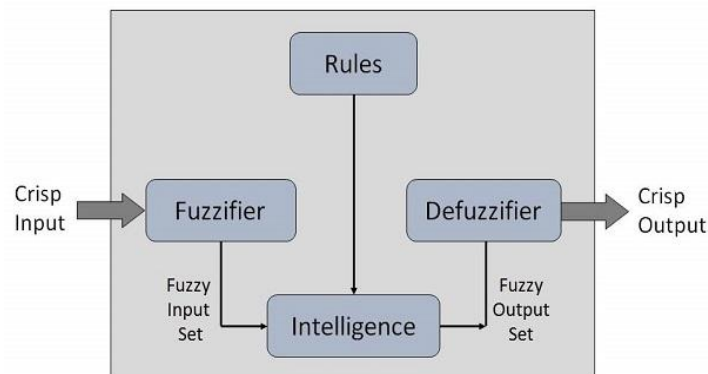 Rules
Crisp
Input
Fuzzifier
Defuzzifier
Crisp
Output
Fuzzy
Input
Set
Intelligence
Fuzzy
Output
Set